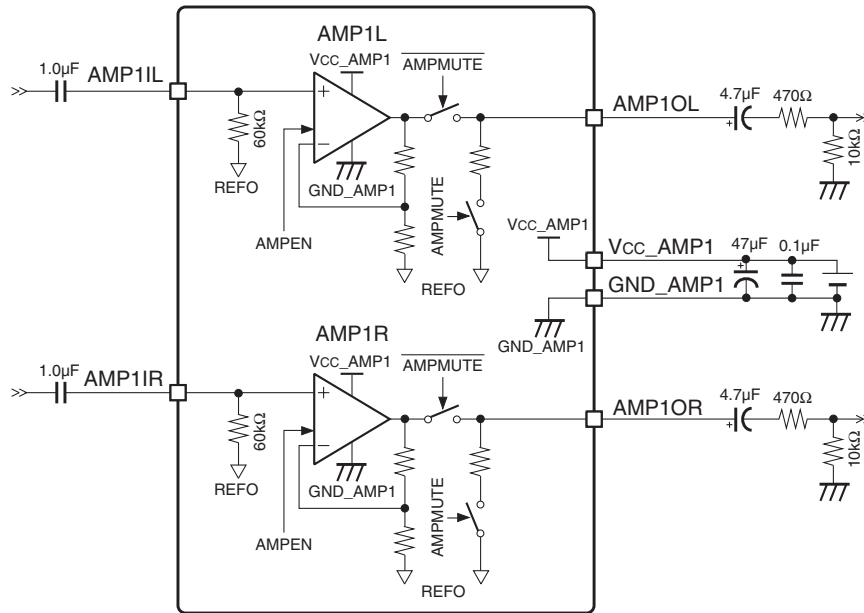 AMP1L
VCC_AMP1
AMPMUTE
1.0µF
AMP1IL
+
60kΩ
REFO
−
GND_AMP1
AMPEN
AMPMUTE
REFO
AMP1OL
4.7µF
+
470Ω
10kΩ
VCC_AMP1
VCC_AMP1
47µF
+
0.1µF
GND_AMP1
GND_AMP1
AMP1R
VCC_AMP1
AMPMUTE
1.0µF
AMP1IR
+
60kΩ
REFO
−
GND_AMP1
AMPEN
AMPMUTE
REFO
AMP1OR
4.7µF
+
470Ω
10kΩ